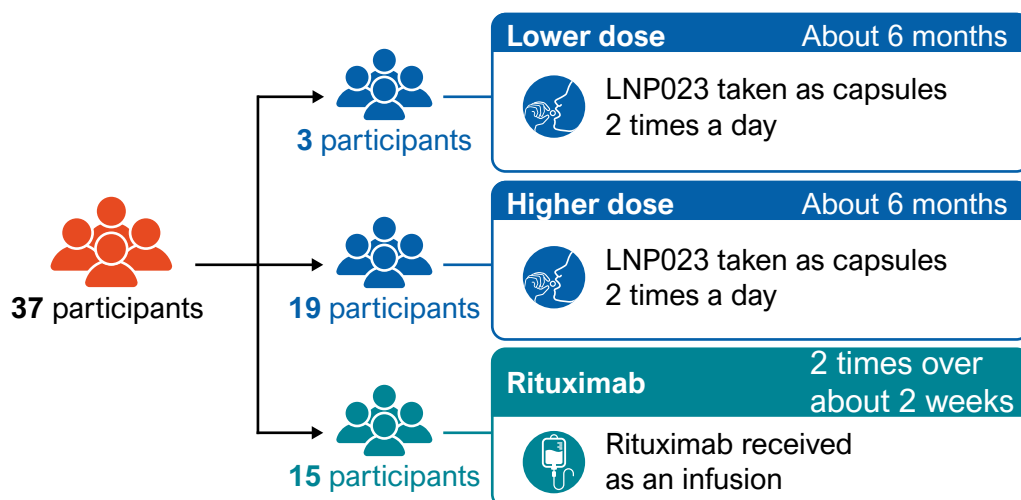 37 participants
3 participants
Lower dose About 6 months
LNP023 taken as capsules
2 times a day
19 participants
Higher dose About 6 months
LNP023 taken as capsules
2 times a day
15 participants
Rituximab
2 times over
about 2 weeks
Rituximab received
as an infusion